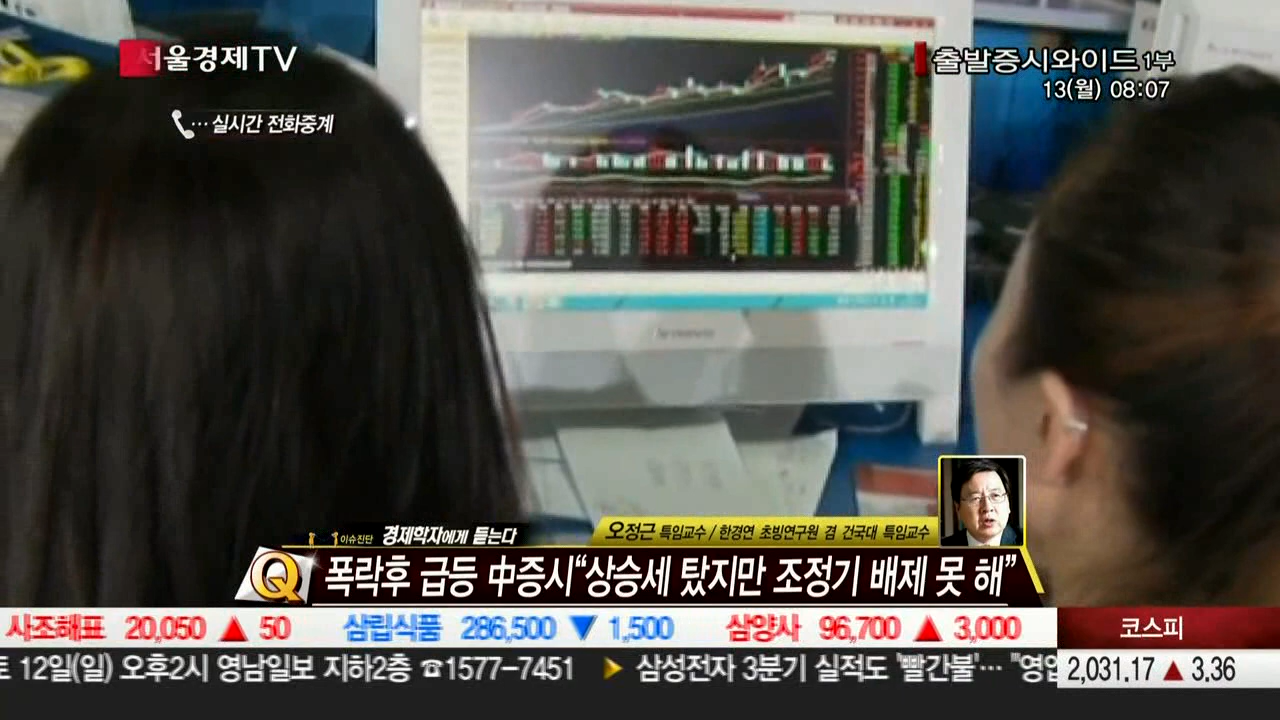 서울경제TV
출발증시와이드 1부
13(월) 08:07
… 실시간 전화중계
이슈진단 경제학자에게 듣는다
오정근 특임교수 / 한경연 초빙연구원 겸 건국대 특임교수
Q 폭락후 급등 中증시 “상승세 탔지만 조정기 배제 못 해”
사조해표 20,050 ▲ 50 삼립식품 286,500 ▼ 1,500 삼양사 96,700 ▲ 3,000 코스피
12일(일) 오후2시 영남일보 지하2층 ☎1577-7451 ▶ 삼성전자 3분기 실적도 '빨간불'… "영업 2,031.17 ▲ 3.36